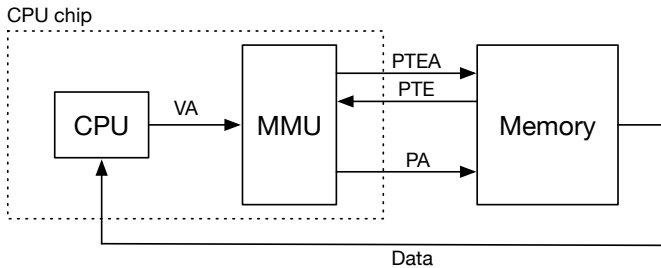 CPU chip
PTEA
PTE
VA
CPU
MMU
Memory
PA
Data